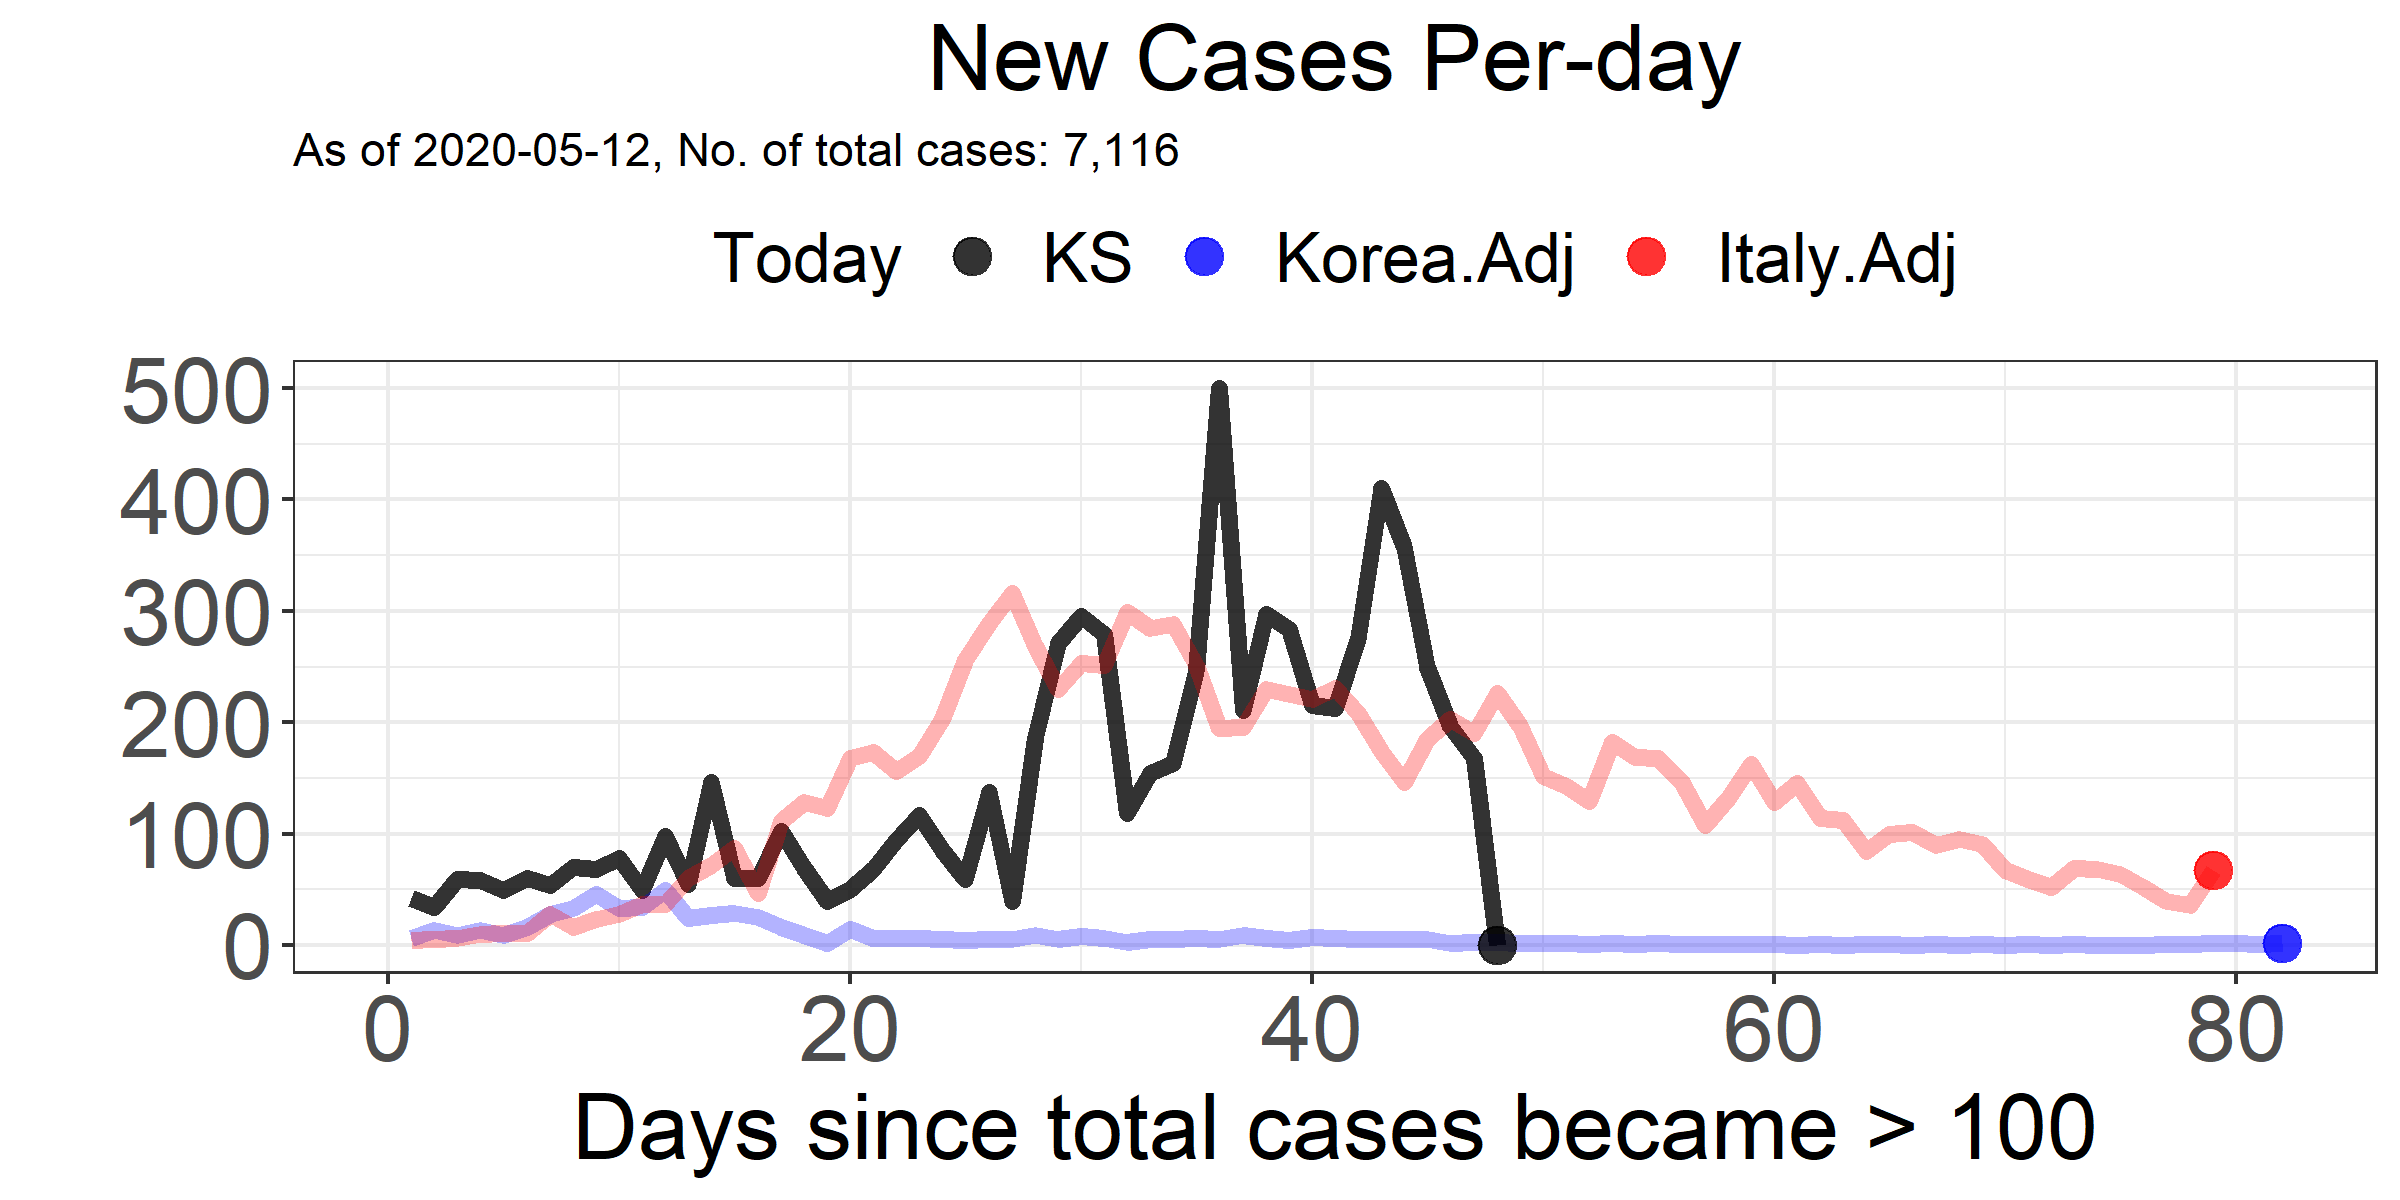 New Cases Per-day
As of 2020-05-12, No. of total cases: 7,116
Today KS Korea.Adj Italy.Adj
500
400
300
200
100
0
0 20 40 60 80
Days since total cases became > 100